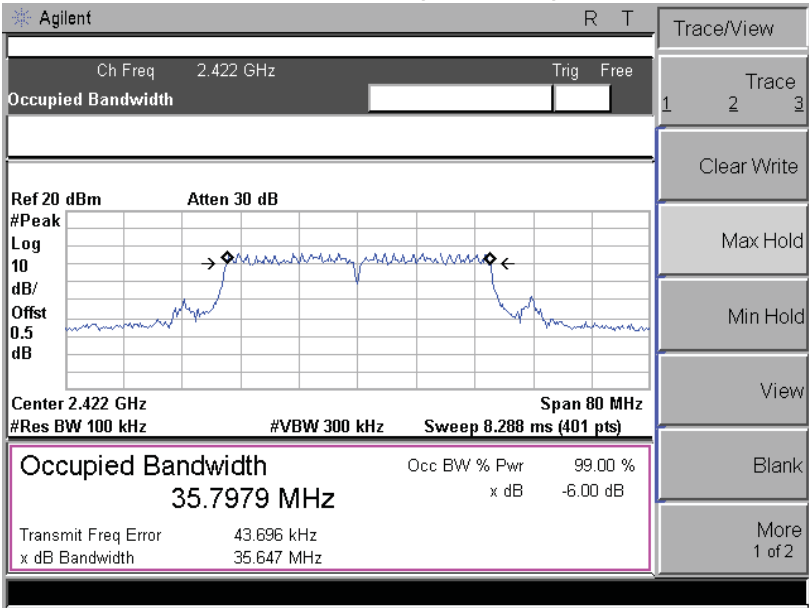 Agilent R T
Trace/View
Ch Freq 2.422 GHz Trig Free
Occupied Bandwidth
Trace
1 2 3
Clear Write
Ref 20 dBm Atten 30 dB
#Peak
Log
10
dB/
Offst
0.5
dB
Max Hold
Min Hold
View
Center 2.422 GHz Span 80 MHz
#Res BW 100 kHz #VBW 300 kHz Sweep 8.288 ms (401 pts)
Occupied Bandwidth
35.7979 MHz
Occ BW % Pwr 99.00 %
x dB -6.00 dB
Transmit Freq Error 43.696 kHz
x dB Bandwidth 35.647 MHz
Blank
More
1 of 2